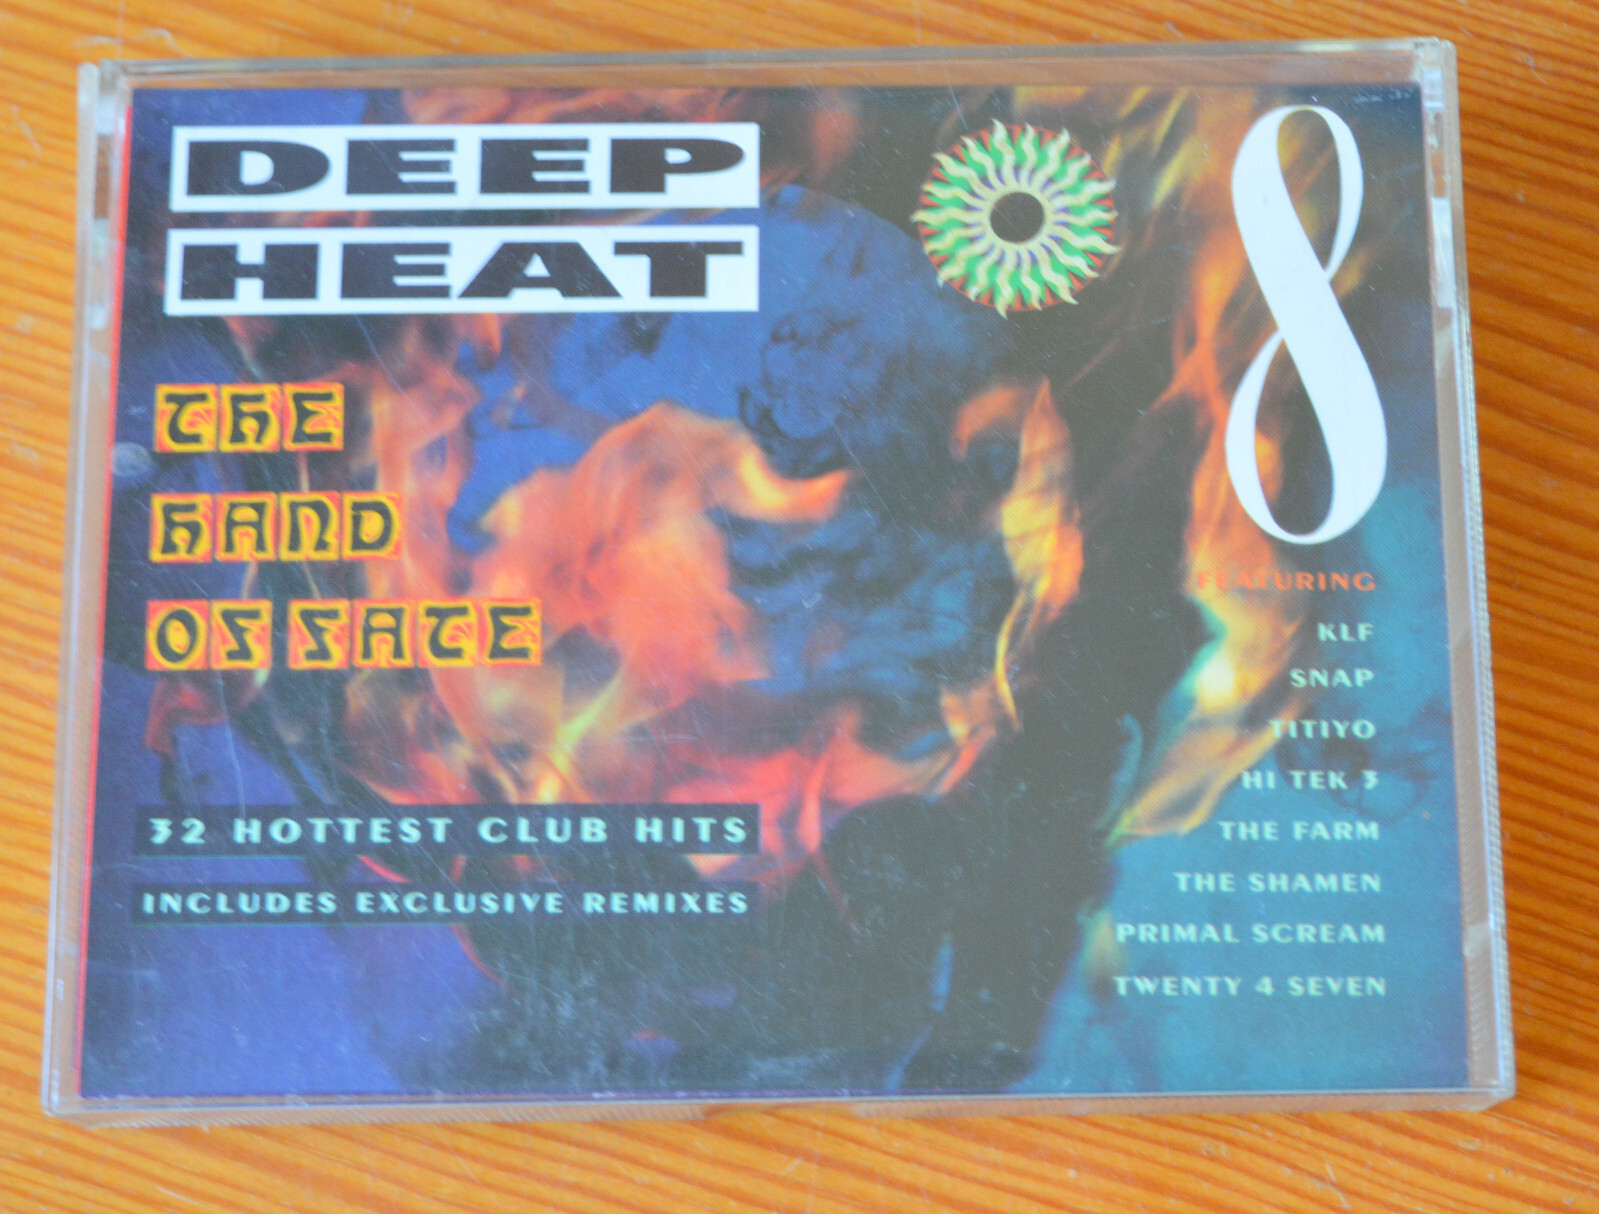 DEEP
HEAT
8
THE
HAND
OF FATE
32 HOTTEST CLUB HITS
INCLUDES EXCLUSIVE REMIXES
FEATURING
KLF
SNAP
TITIYO
HI TEK 3
THE FARM
THE SHAMEN
PRIMAL SCREAM
TWENTY 4 SEVEN